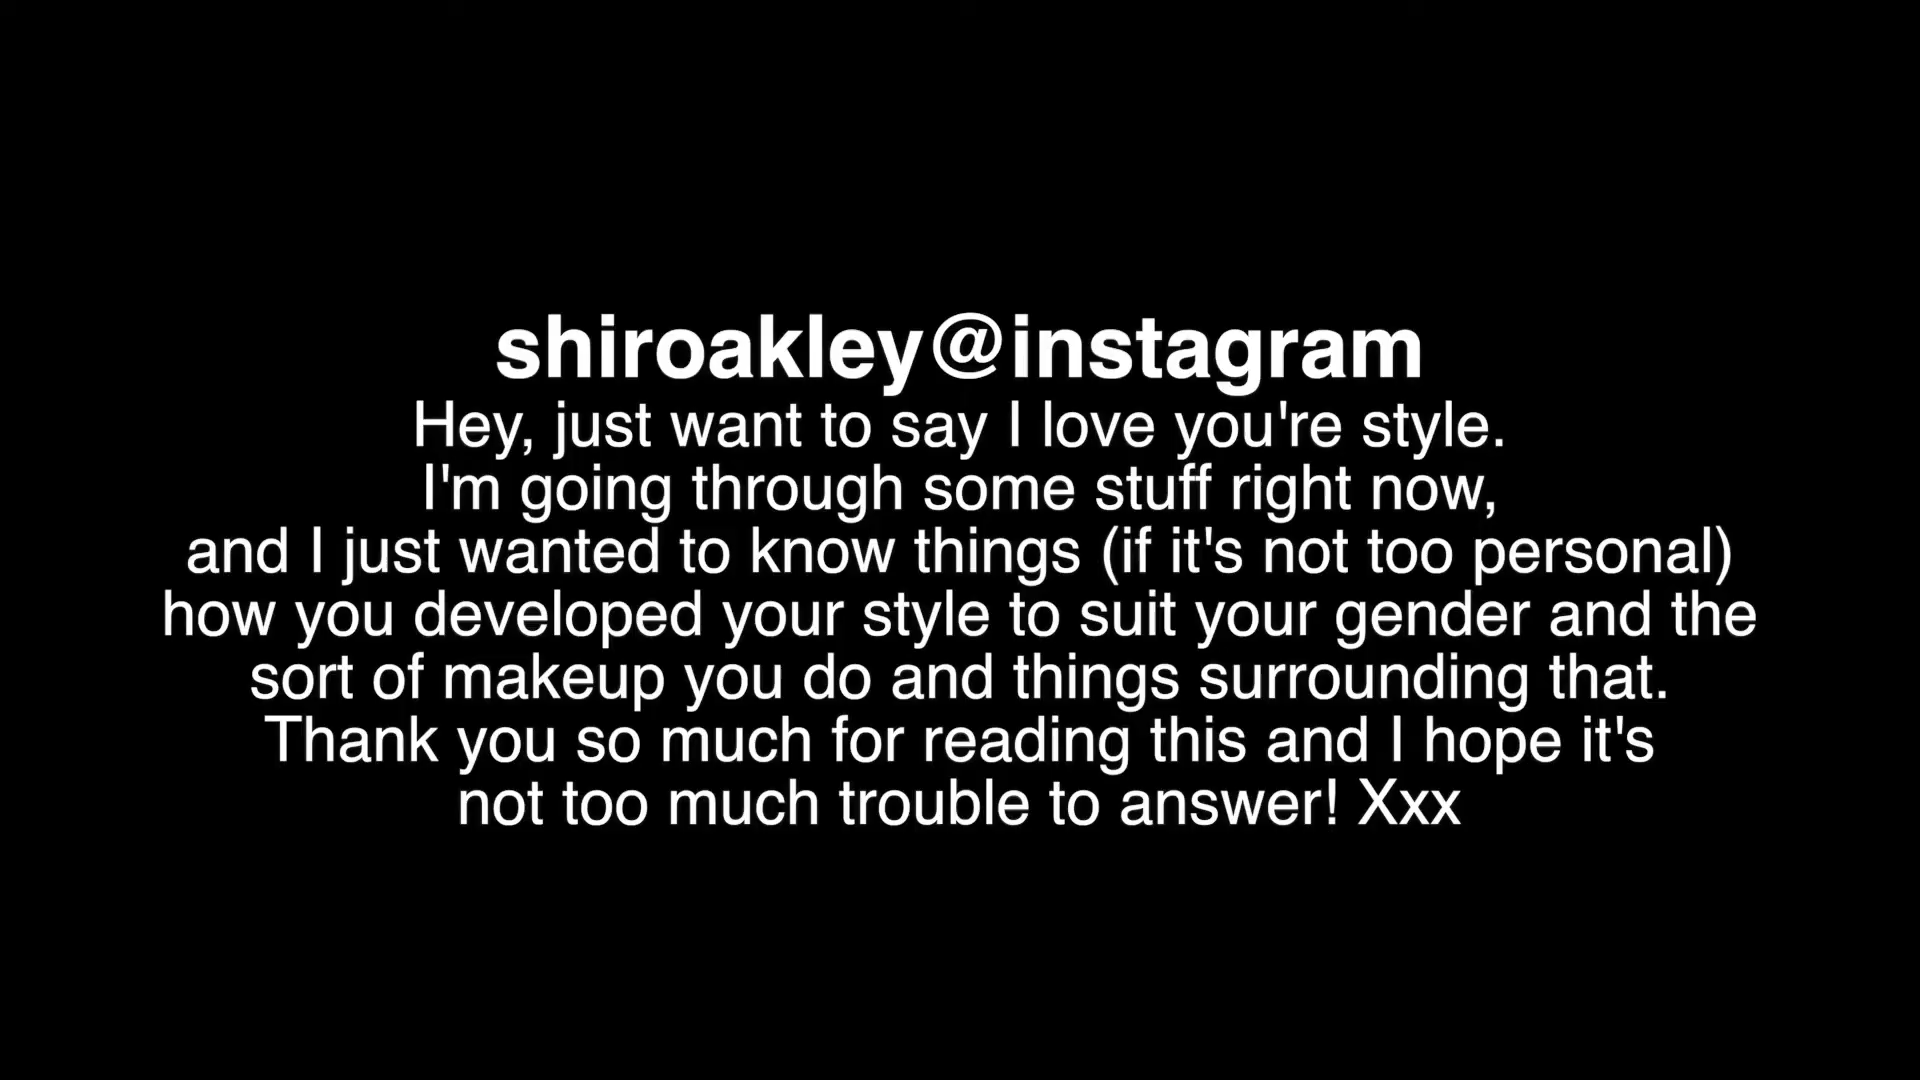 shiroakley@instagram
Hey, just want to say I love you're style.
I'm going through some stuff right now,
and I just wanted to know things (if it's not too personal)
how you developed your style to suit your gender and the
sort of makeup you do and things surrounding that.
Thank you so much for reading this and I hope it's
not too much trouble to answer! Xxx